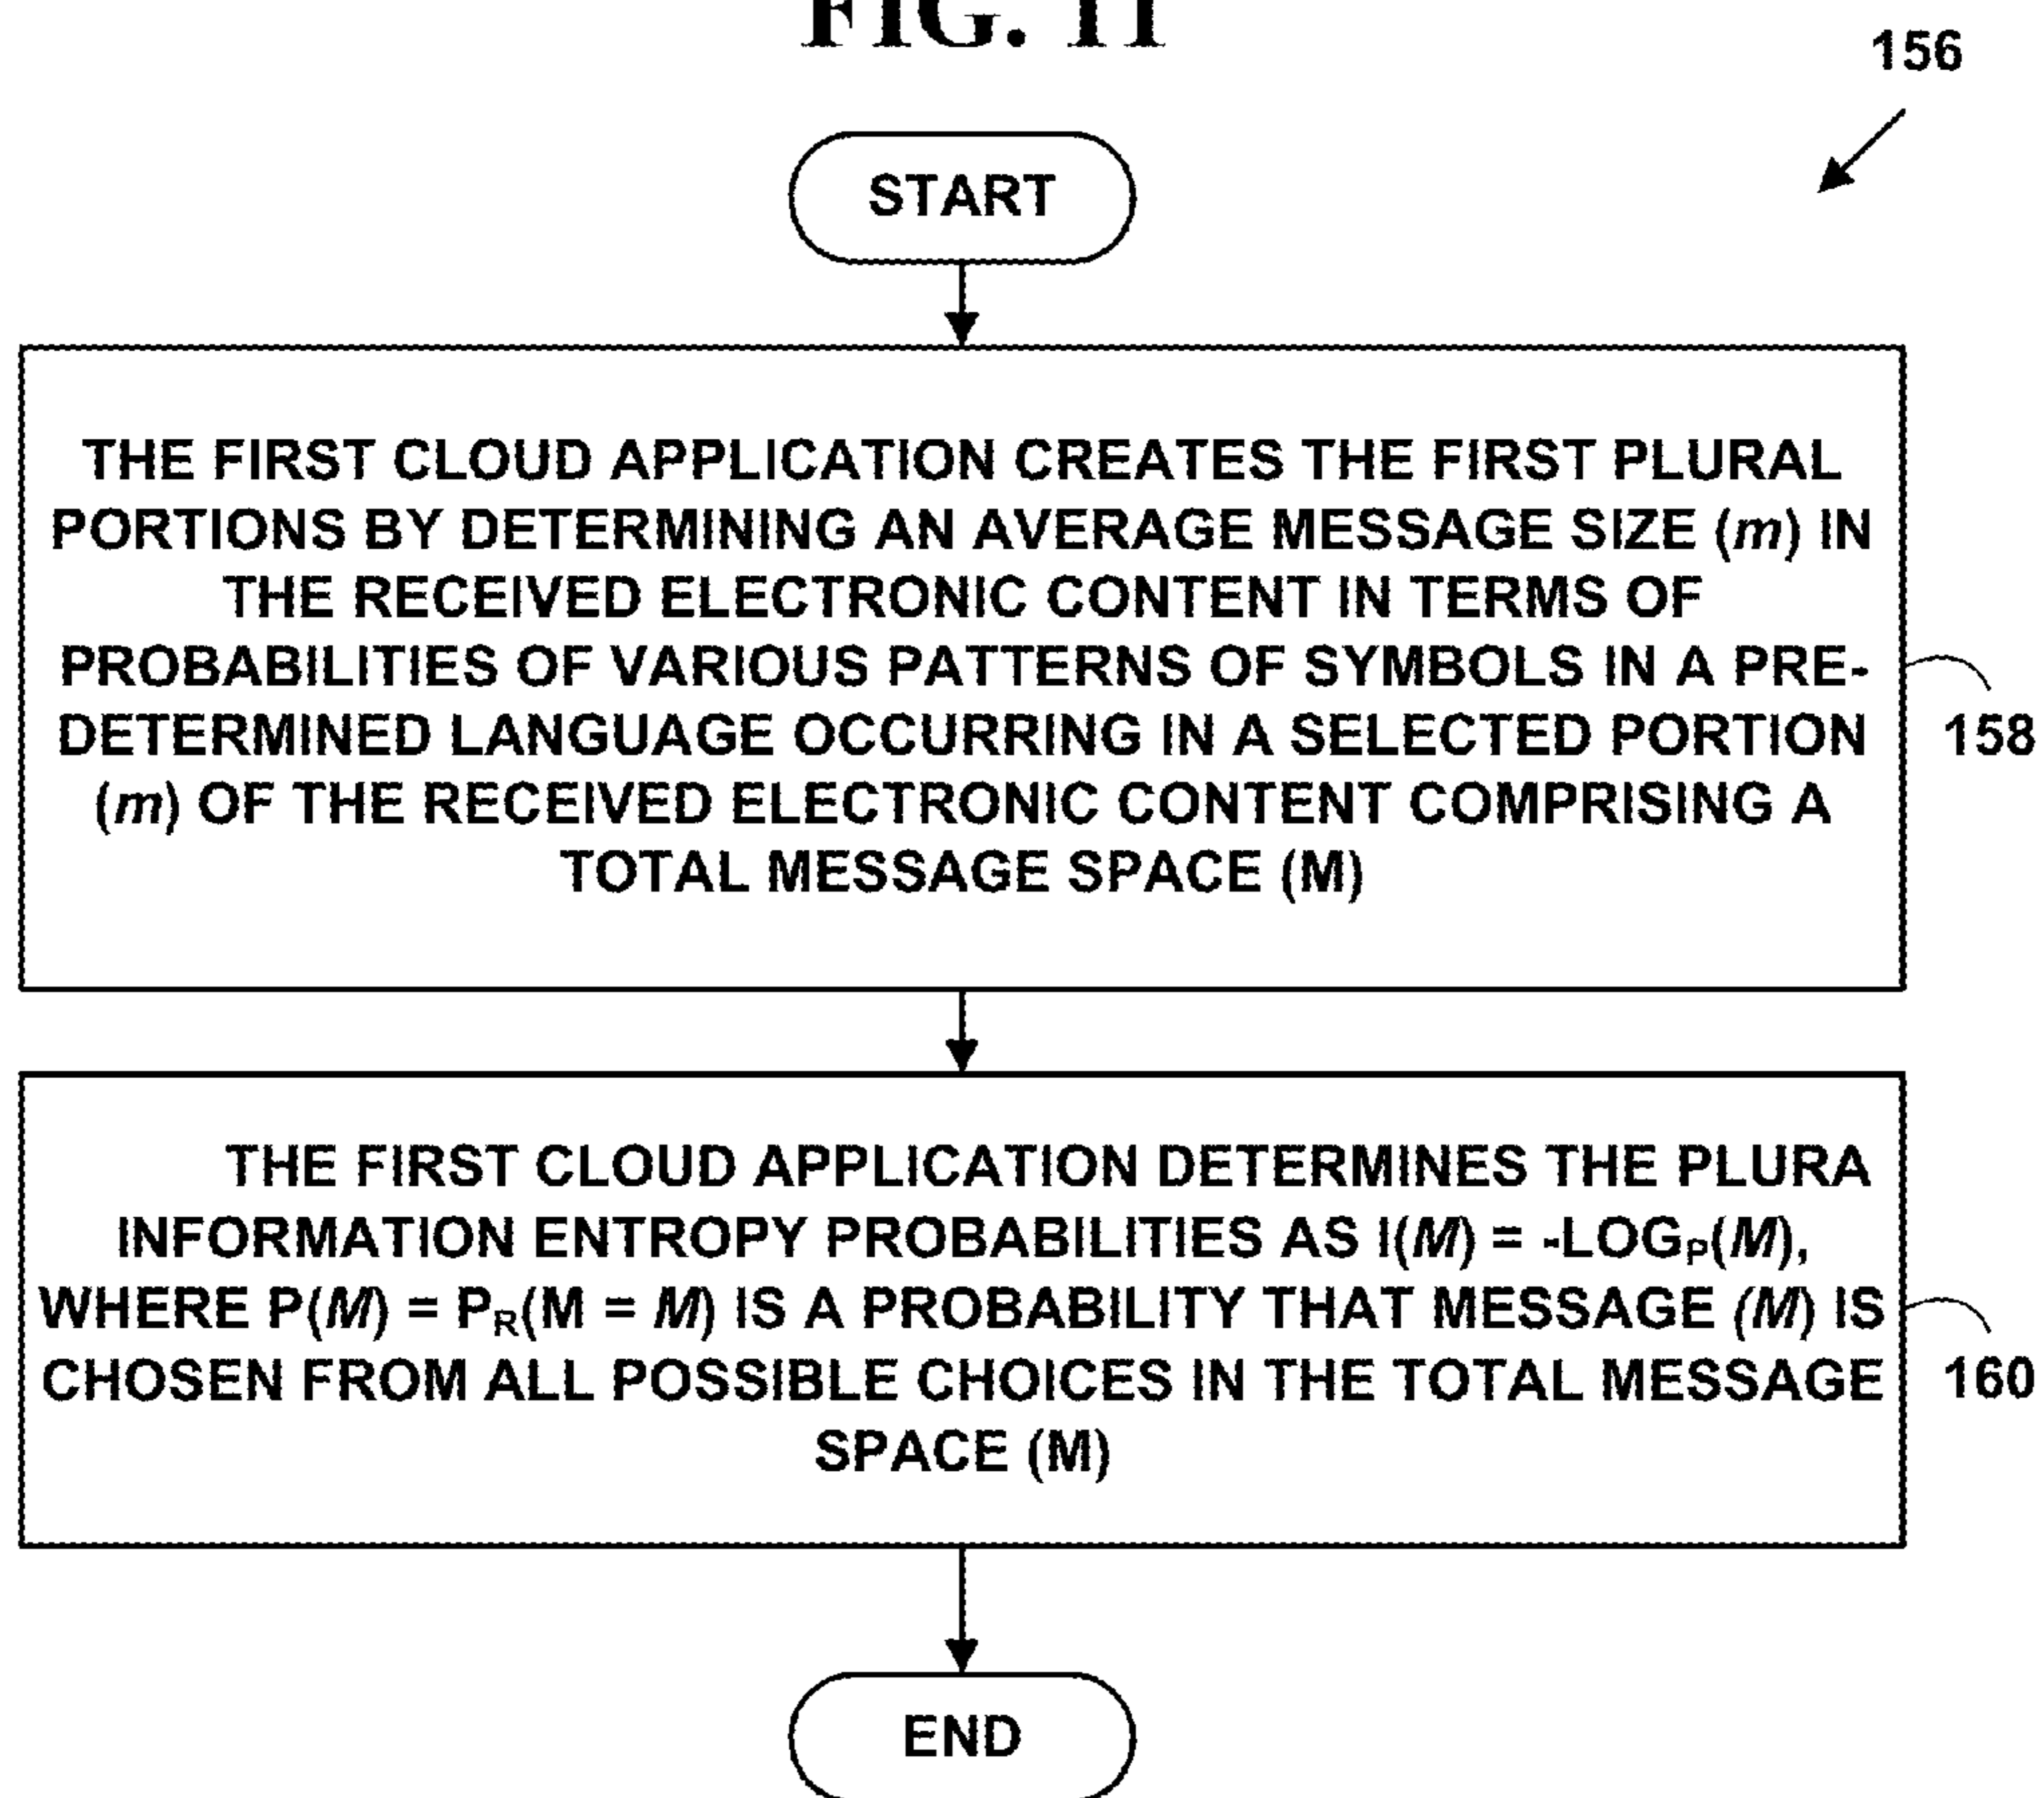 FIG. 11
156
START
THE FIRST CLOUD APPLICATION CREATES THE FIRST PLURAL
PORTIONS BY DETERMINING AN AVERAGE MESSAGE SIZE (m) IN
THE RECEIVED ELECTRONIC CONTENT IN TERMS OF
PROBABILITIES OF VARIOUS PATTERNS OF SYMBOLS IN A PRE-
DETERMINED LANGUAGE OCCURRING IN A SELECTED PORTION
(m) OF THE RECEIVED ELECTRONIC CONTENT COMPRISING A
TOTAL MESSAGE SPACE (M)
158
THE FIRST CLOUD APPLICATION DETERMINES THE PLURA
INFORMATION ENTROPY PROBABILITIES AS I(M) = -LOGP(M),
WHERE P(M) = PR(M = M) IS A PROBABILITY THAT MESSAGE (M) IS
CHOSEN FROM ALL POSSIBLE CHOICES IN THE TOTAL MESSAGE
SPACE (M)
160
END